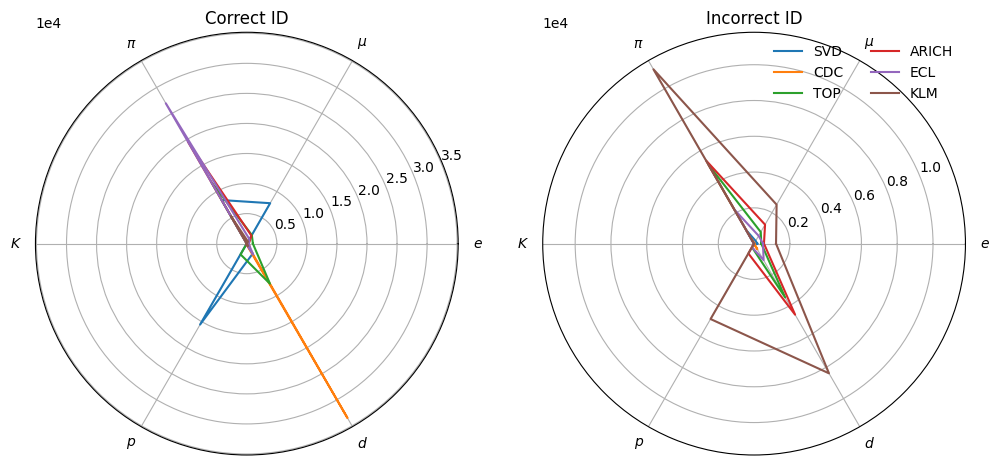 Correct ID
1e4
π
μ
3.5
3.0
2.5
2.0
1.5
1.0
0.5
K
e
p
d
Incorrect ID
1e4
π
μ
SVD
CDC
TOP
ARICH
ECL
KLM
1.0
0.8
0.6
0.4
0.2
K
e
p
d